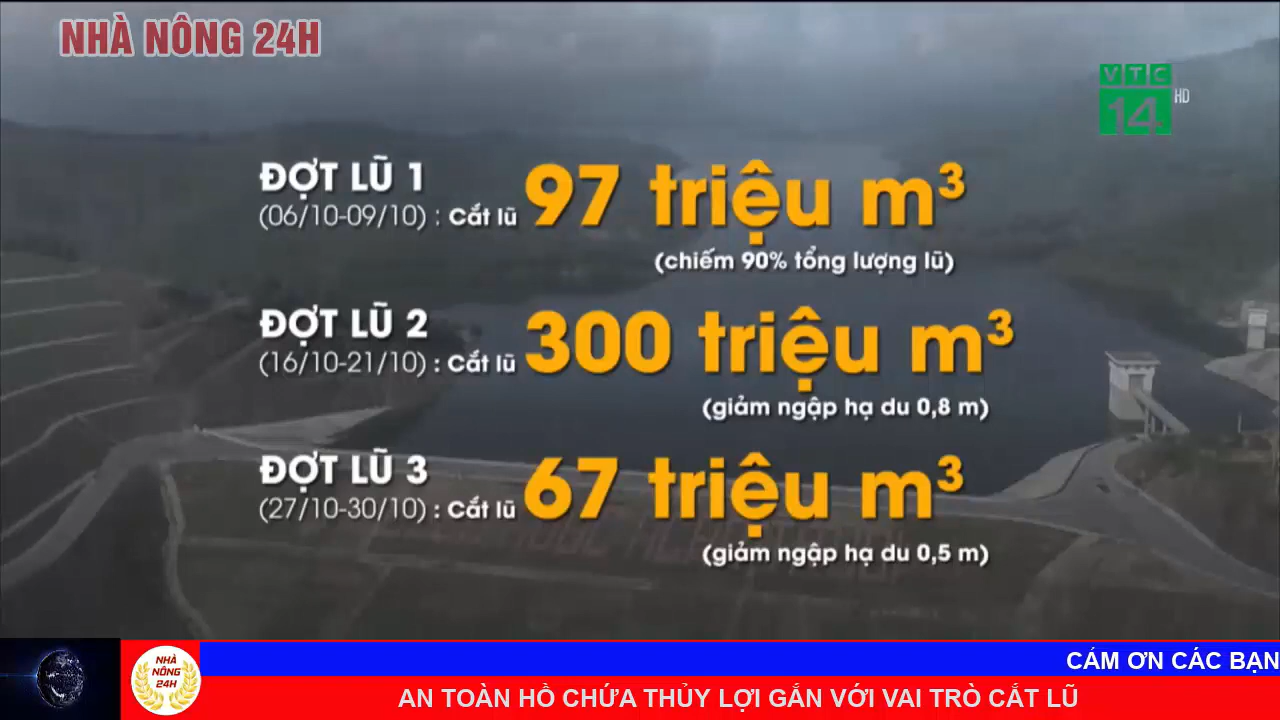 NHÀ NÔNG 24H
VTC
14
HD
ĐỢT LŨ 1
(06/10-09/10) : Cắt lũ 97 triệu m³
(chiếm 90% tổng lượng lũ)
ĐỢT LŨ 2
(16/10-21/10) : Cắt lũ 300 triệu m³
(giảm ngập hạ du 0,8 m)
ĐỢT LŨ 3
(27/10-30/10) : Cắt lũ 67 triệu m³
(giảm ngập hạ du 0,5 m)
CÁM ƠN CÁC BẠN
NHÀ
NÔNG
24H
AN TOÀN HỒ CHỨA THỦY LỢI GẮN VỚI VAI TRÒ CẮT LŨ